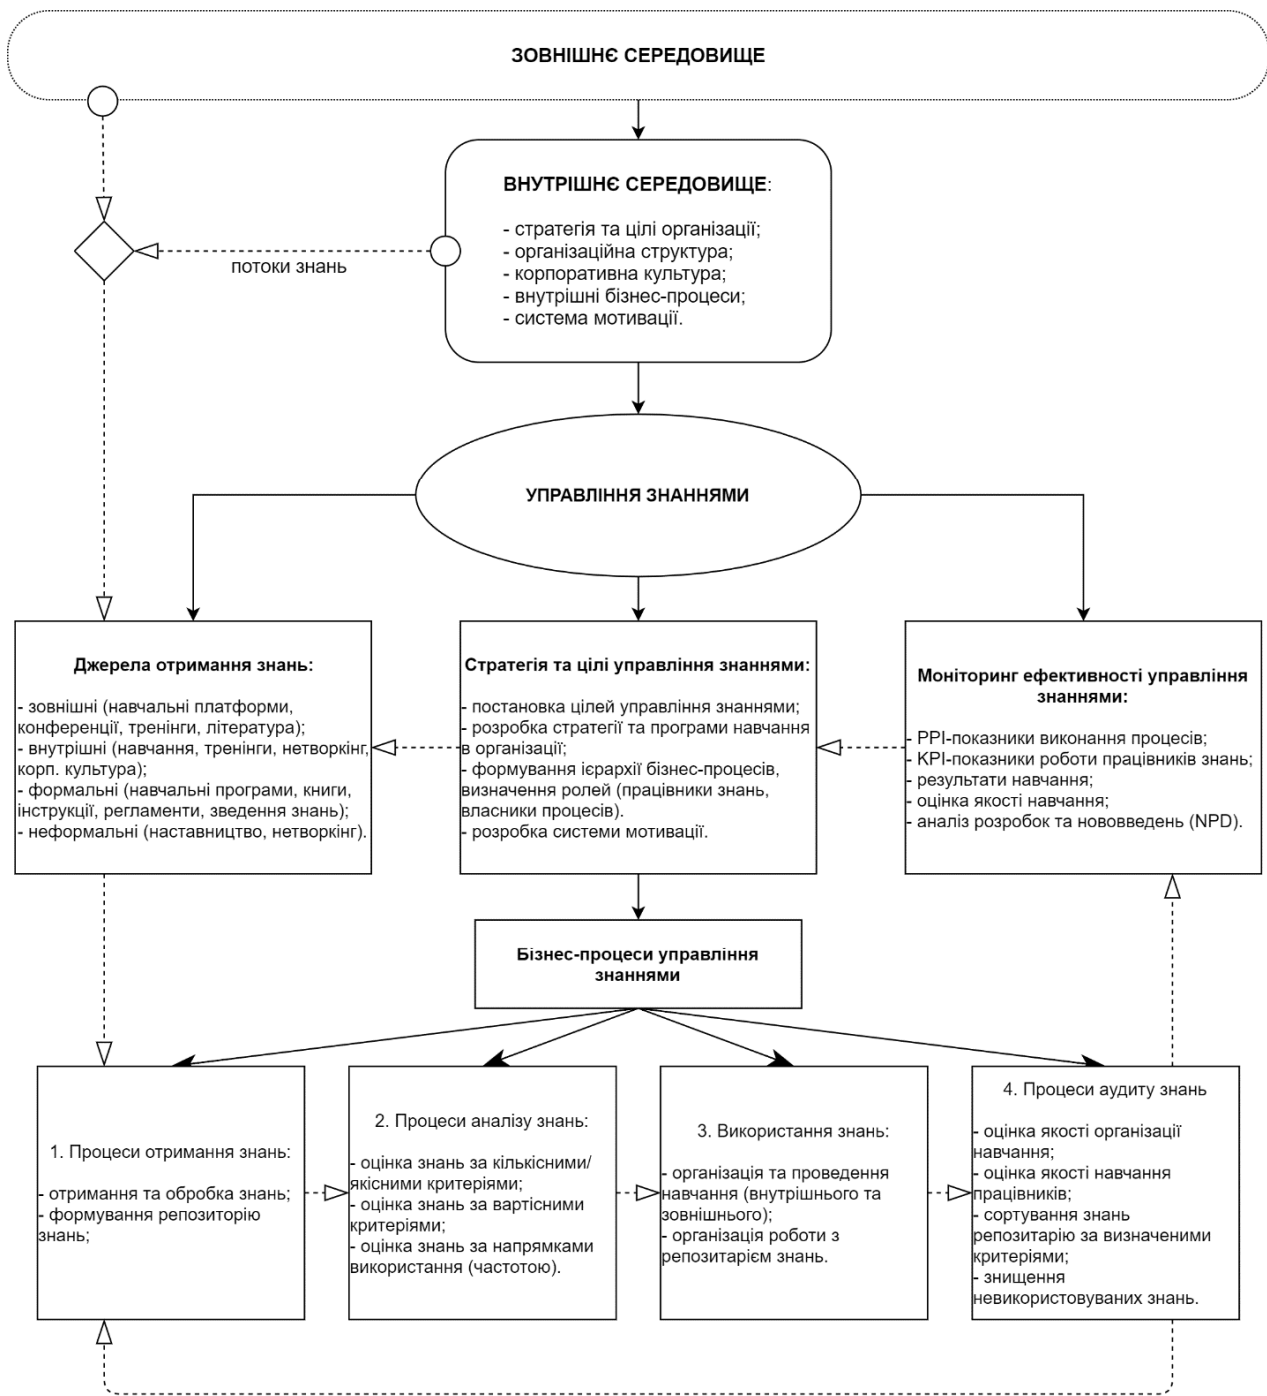 ЗОВНІШНЄ СЕРЕДОВИЩЕ
ВНУТРІШНЄ СЕРЕДОВИЩЕ:
- стратегія та цілі організації;
- організаційна структура;
- корпоративна культура;
- внутрішні бізнес-процеси;
- система мотивації.
потоки знань
УПРАВЛІННЯ ЗНАННЯМИ
Джерела отримання знань:
- зовнішні (навчальні платформи,
конференції, тренінги, література);
- внутрішні (навчання, тренінги, нетворкінг,
корп. культура);
- формальні (навчальні програми, книги,
інструкції, регламенти, зведення знань);
- неформальні (наставництво, нетворкінг).
Стратегія та цілі управління знаннями:
- постановка цілей управління знаннями;
- розробка стратегії та програми навчання
в організації;
- формування ієрархії бізнес-процесів,
визначення ролей (працівники знань,
власники процесів).
- розробка системи мотивації.
Моніторинг ефективності управління
знаннями:
- PPI-показники виконання процесів;
- KPI-показники роботи працівників знань;
- результати навчання;
- оцінка якості навчання;
- аналіз розробок та нововведень (NPD).
Бізнес-процеси управління
знаннями
1. Процеси отримання знань:
- отримання та обробка знань;
- формування репозиторію
знань;
2. Процеси аналізу знань:
- оцінка знань за кількісними/
якісними критеріями;
- оцінка знань за вартісними
критеріями;
- оцінка знань за напрямками
використання (частотою).
3. Використання знань:
- організація та проведення
навчання (внутрішнього та
зовнішнього);
- організація роботи з
репозитарієм знань.
4. Процеси аудиту знань
- оцінка якості організації
навчання;
- оцінка якості навчання
працівників;
- сортування знань
репозитарію за визначеними
критеріями;
- знищення
невикористовуваних знань.